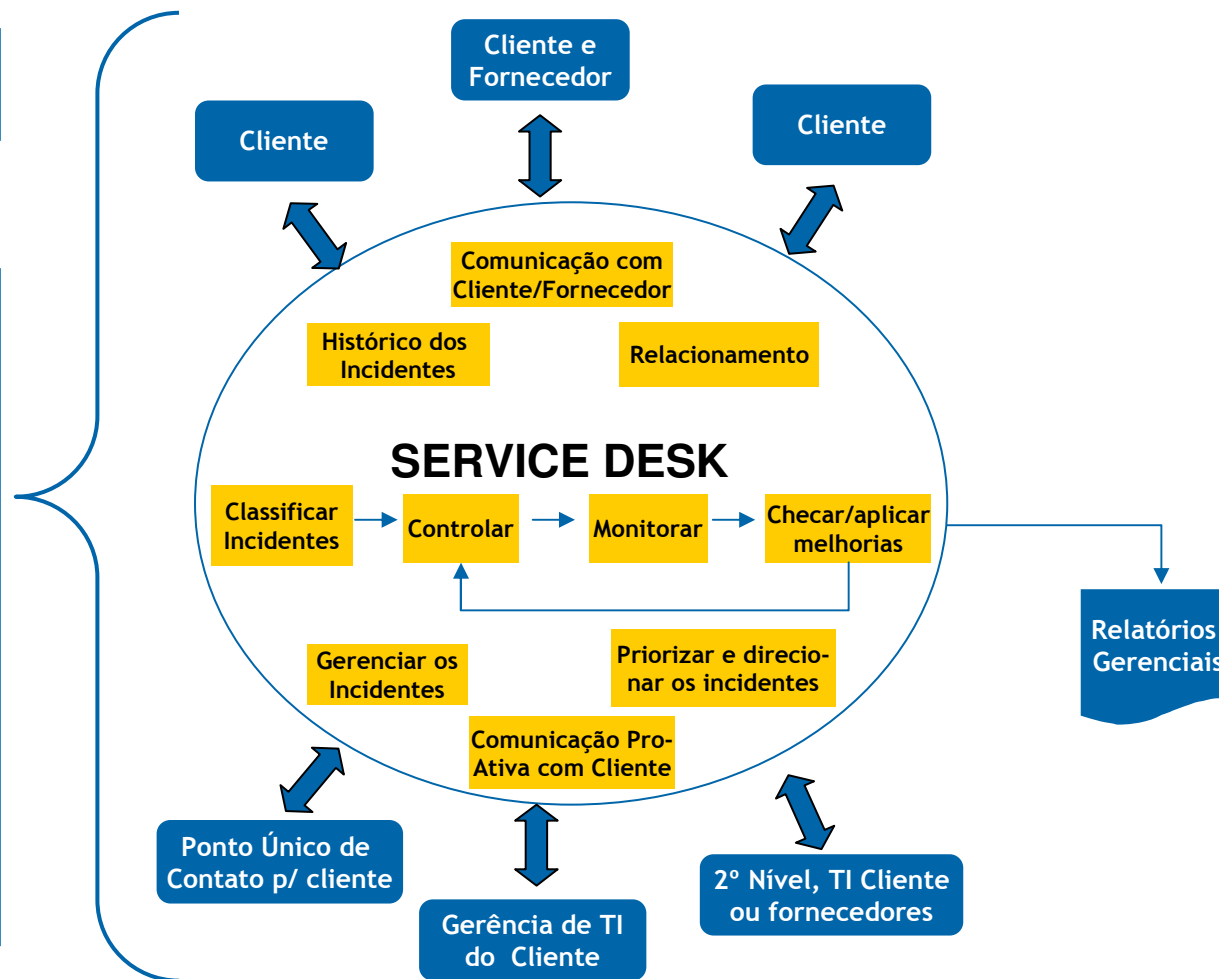 Cliente e
Fornecedor
Cliente
Cliente
Comunicação com
Cliente/Fornecedor
Histórico dos
Incidentes
Relacionamento
SERVICE DESK
Classificar
Incidentes
Controlar
Monitorar
Checar/aplicar
melhorias
Relatórios
Gerenciais
Gerenciar os
Incidentes
Priorizar e direcio-
nar os incidentes
Comunicação Pro-
Ativa com Cliente
Ponto Único de
Contato p/ cliente
2º Nível, TI Cliente
ou fornecedores
Gerência de TI
do Cliente